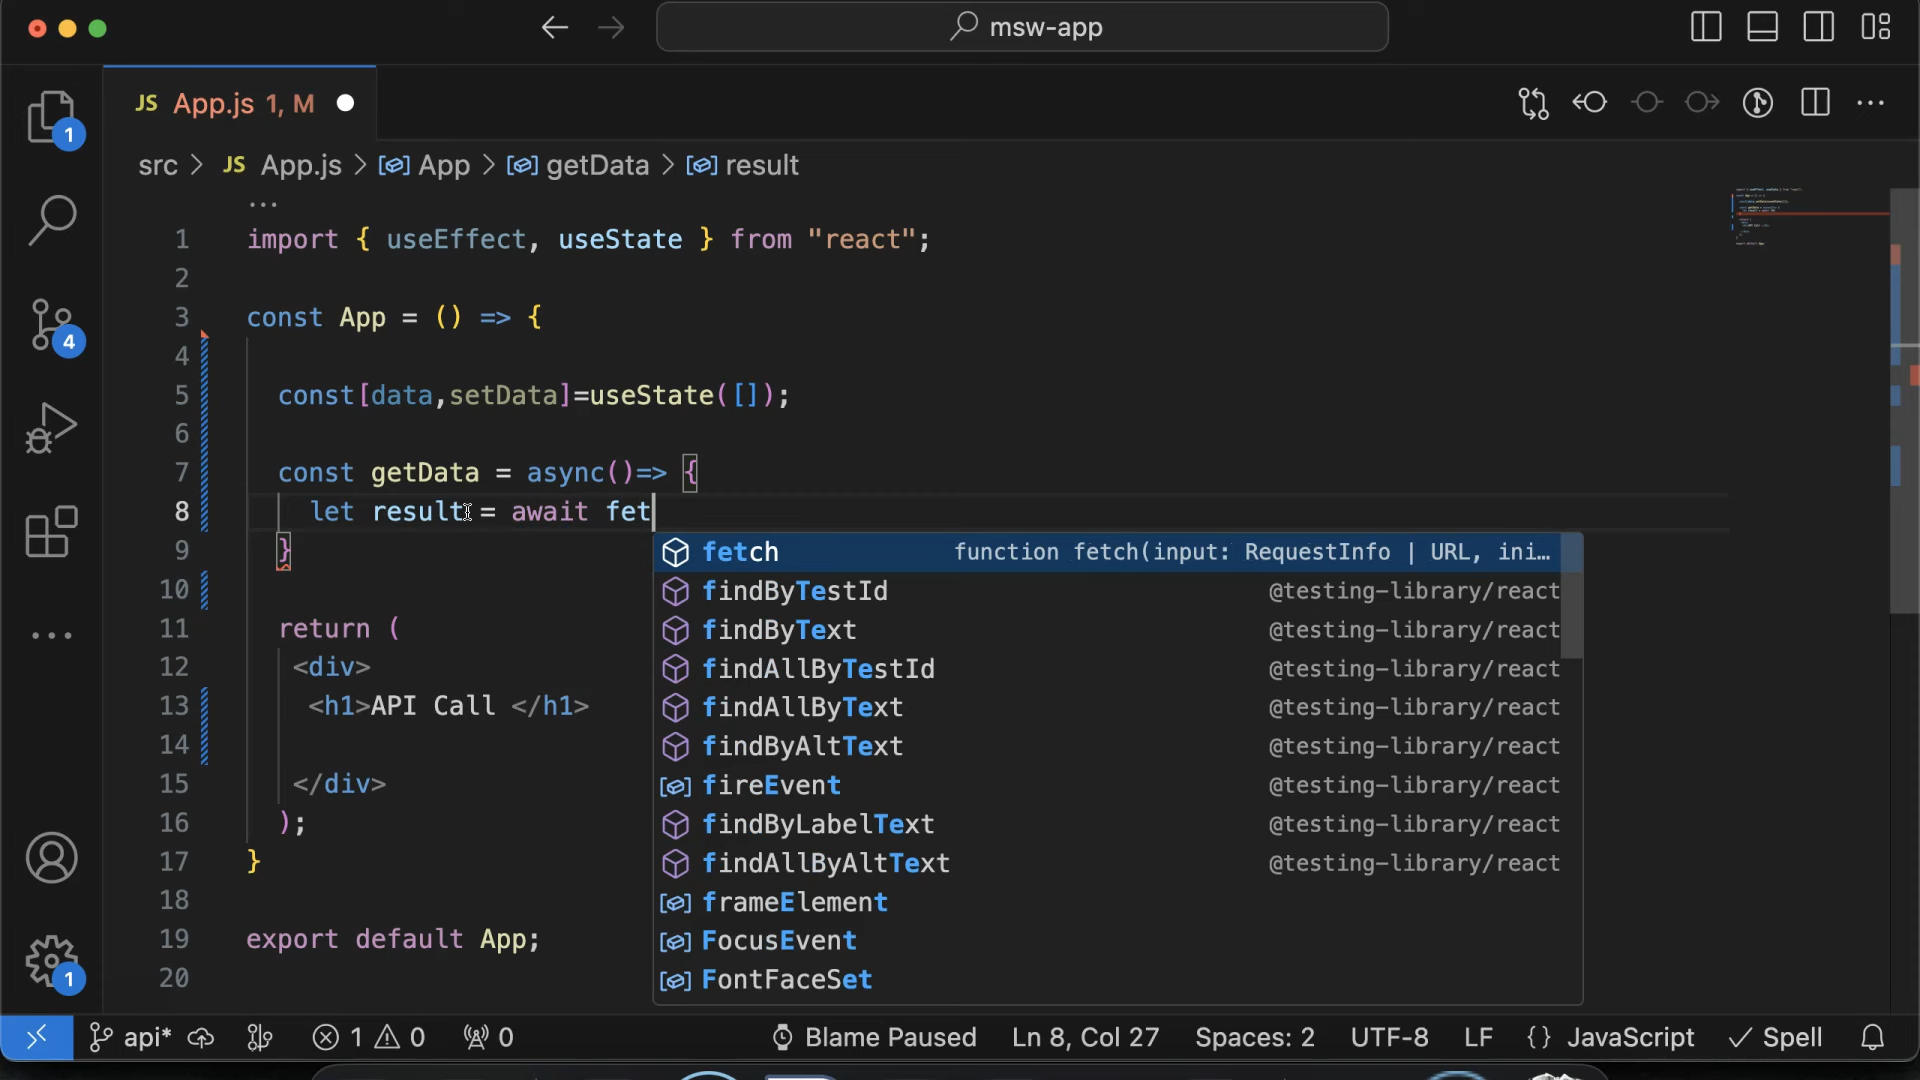 msw-app
JS App.js 1, M
1
src > JS App.js > App > getData > result
...
1 import { useEffect, useState } from "react";
2
3 const App = () => {
4
5 const[data,setData]=useState([]);
6
7 const getData = async()=> {
8 let result = await fet
9 }
10
11 return (
12 <div>
13 <h1>API Call </h1>
14
15 </div>
16 );
17 }
18
19 export default App;
20
fetch function fetch(input: RequestInfo | URL, ini...
findByTestId @testing-library/react
findByText @testing-library/react
findAllByTestId @testing-library/react
findAllByText @testing-library/react
findByAltText @testing-library/react
fireEvent @testing-library/react
findByLabelText @testing-library/react
findAllByAltText @testing-library/react
frameElement
FocusEvent
FontFaceSet
4
1
api* 1 0 0 Blame Paused Ln 8, Col 27 Spaces: 2 UTF-8 LF {} JavaScript Spell